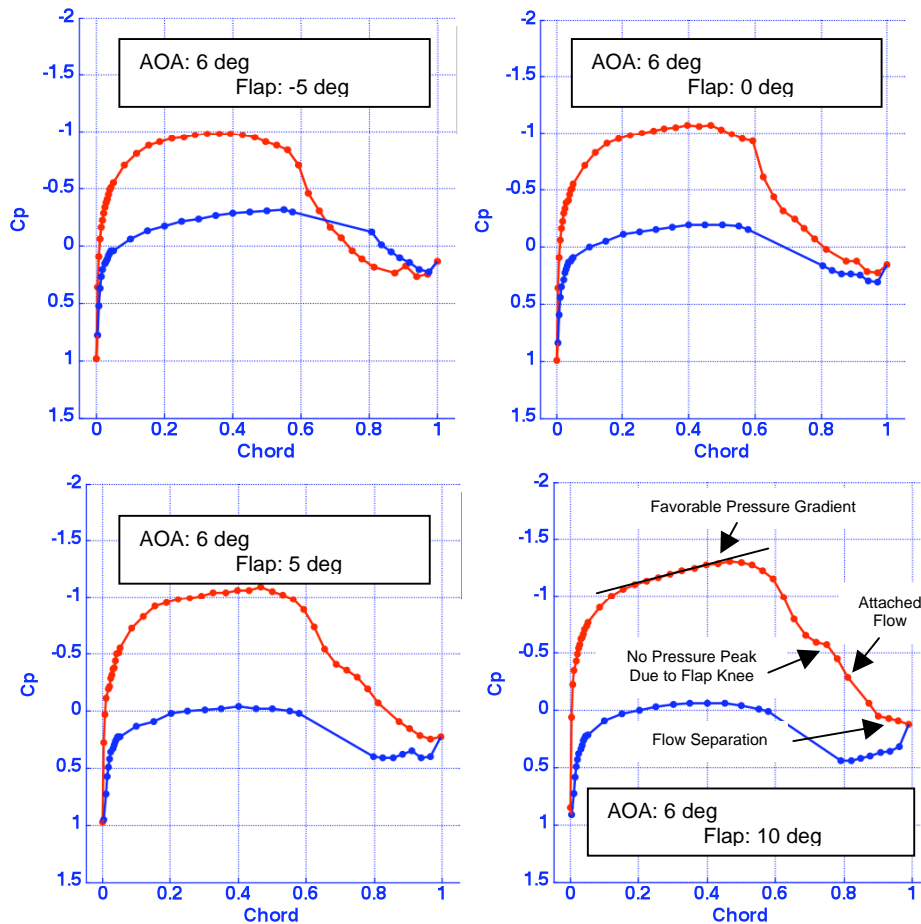 -2
-1.5
-1
-0.5
0
0.5
1
1.5
Cp
AOA: 6 deg
Flap: -5 deg
0 0.2 0.4 0.6 0.8 1
Chord
-2
-1.5
-1
-0.5
0
0.5
1
1.5
Cp
AOA: 6 deg
Flap: 0 deg
0 0.2 0.4 0.6 0.8 1
Chord
-2
-1.5
-1
-0.5
0
0.5
1
1.5
Cp
AOA: 6 deg
Flap: 5 deg
0 0.2 0.4 0.6 0.8 1
Chord
-2
-1.5
-1
-0.5
0
0.5
1
1.5
Cp
Favorable Pressure Gradient
Attached
Flow
No Pressure Peak
Due to Flap Knee
Flow Separation
AOA: 6 deg
Flap: 10 deg
0 0.2 0.4 0.6 0.8 1
Chord